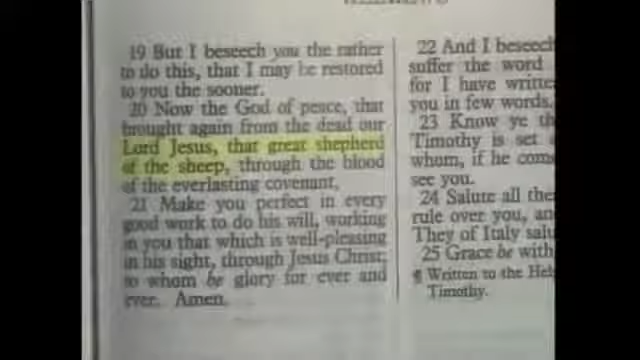 19 But I beseech you the rather
to do this, that I may be restored
to you the sooner.
20 Now the God of peace, that
brought again from the dead our
Lord Jesus, that great shepherd
of the sheep, through the blood
of the everlasting covenant,
21 Make you perfect in every
good work to do his will, working
in you that which is well-pleasing
in his sight, through Jesus Christ;
to whom be glory for ever and
ever. Amen.
22 And I beseech
suffer the word
for I have writte
you in few words.
23 Know ye th
Timothy is set
whom, if he com
see you.
24 Salute all the
rule over you, an
They of Italy salu
25 Grace be with
¶ Written to the Heb
Timothy.